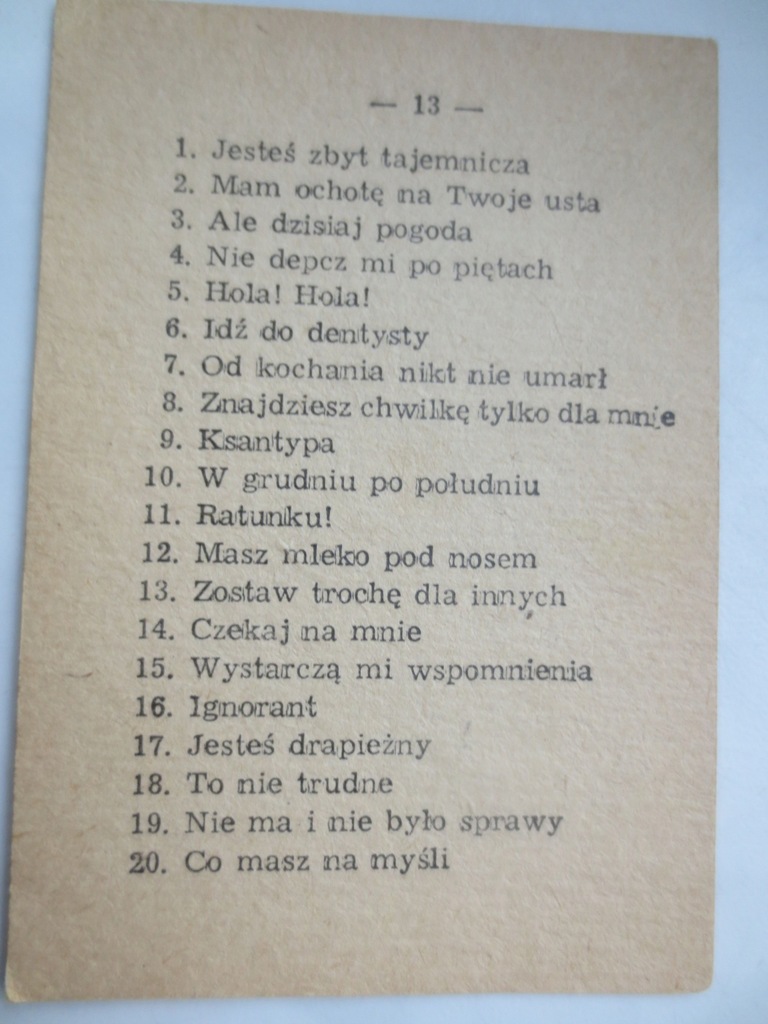 — 13 —
1. Jesteś zbyt tajemnicza
2. Mam ochotę na Twoje usta
3. Ale dzisiaj pogoda
4. Nie depcz mi po piętach
5. Hola! Hola!
6. Idź do dentysty
7. Od kochania nikt nie umarł
8. Znajdziesz chwilkę tylko dla mnie
9. Ksantypa
10. W grudniu po południu
11. Ratunku!
12. Masz mleko pod nosem
13. Zostaw trochę dla innych
14. Czekaj na mnie
15. Wystarczą mi wspomnienia
16. Ignorant
17. Jesteś drapieżny
18. To nie trudne
19. Nie ma i nie było sprawy
20. Co masz na myśli